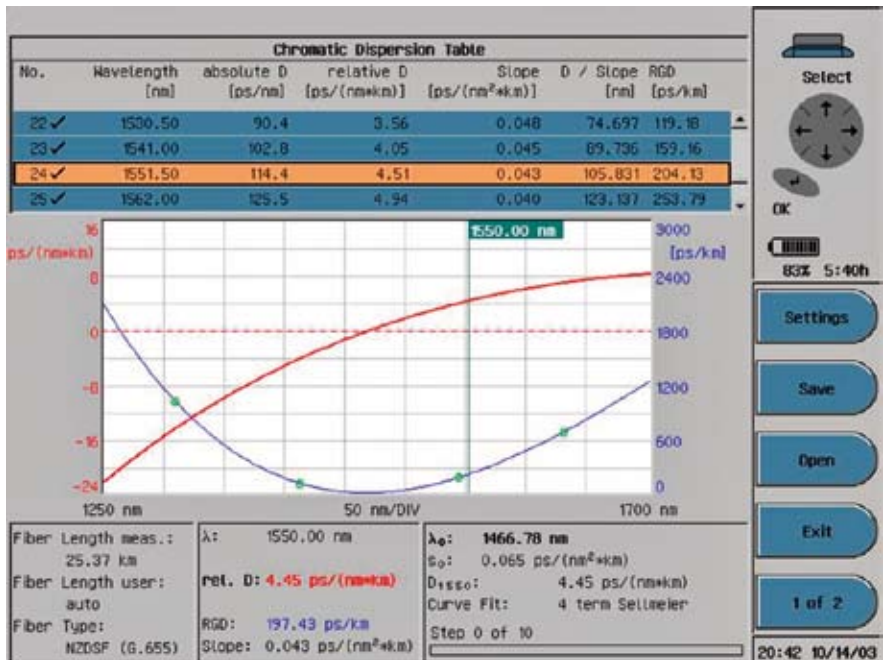 Chromatic Dispersion Table
No. Wavelength absolute D relative D Slope D / Slope RGD
[nm] [ps/nm] [ps/(nm*km)] [ps/(nm²*km)] [nm] [ps/km]
22 ✓ 1530.50 90.4 3.56 0.048 74.697 119.18
23 ✓ 1541.00 102.8 4.05 0.045 89.736 159.16
24 ✓ 1551.50 114.4 4.51 0.043 105.831 204.13
25 ✓ 1562.00 125.5 4.94 0.040 123.137 253.79
Select
OK
83% 5:40h
Settings
Save
Open
Exit
1 of 2
20:42 10/14/03
16 1550.00 nm 3000
ps/(nm*km) [ps/km]
8 2400
0 1800
-8 1200
-16 600
-24 0
1250 nm 50 nm/DIV 1700 nm
Fiber Length meas.:
25.37 km
Fiber Length user:
auto
Fiber Type:
NZDSF (G.655)
λ: 1550.00 nm
rel. D: 4.45 ps/(nm*km)
RGD: 197.43 ps/km
Slope: 0.043 ps/(nm²*km)
λ₀: 1466.78 nm
S₀: 0.065 ps/(nm²*km)
D₁₅₅₀: 4.45 ps/(nm*km)
Curve Fit: 4 term Sellmeier
Step 0 of 10